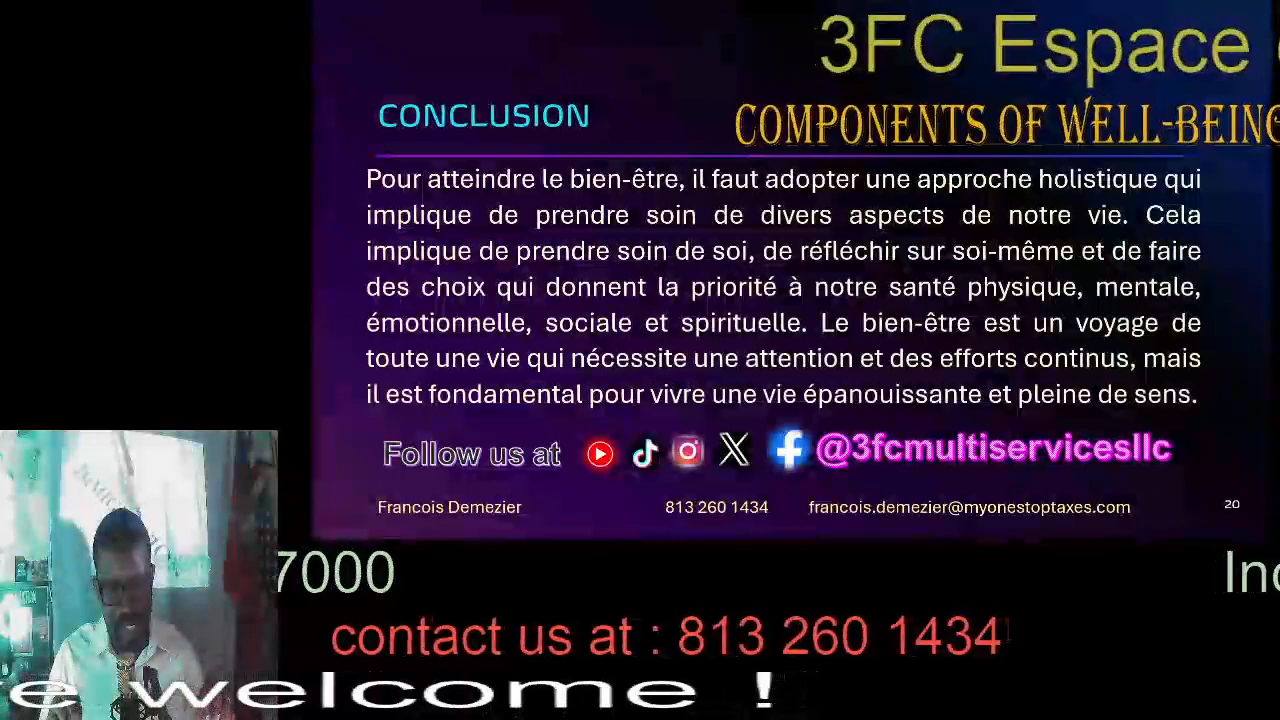 3FC Espace
CONCLUSION
COMPONENTS OF WELL-BEING
Pour atteindre le bien-être, il faut adopter une approche holistique qui
implique de prendre soin de divers aspects de notre vie. Cela
implique de prendre soin de soi, de réfléchir sur soi-même et de faire
des choix qui donnent la priorité à notre santé physique, mentale,
émotionnelle, sociale et spirituelle. Le bien-être est un voyage de
toute une vie qui nécessite une attention et des efforts continus, mais
il est fondamental pour vivre une vie épanouissante et pleine de sens.
Follow us at @3fcmultiservicesllc
Francois Demezier 813 260 1434 francois.demezier@myonestoptaxes.com 20
7000 Inc
contact us at : 813 260 1434
e welcome !